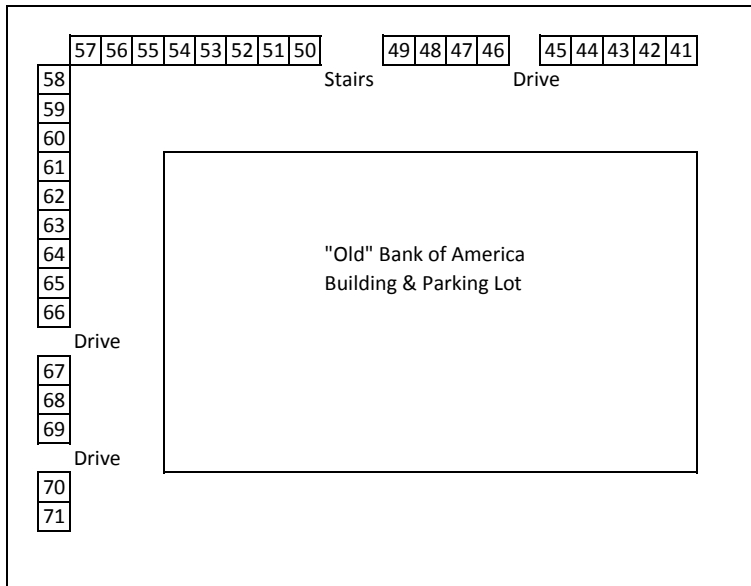 57 56 55 54 53 52 51 50 49 48 47 46 45 44 43 42 41
58 Stairs Drive
59
60
61
62
63
64 "Old" Bank of America
65 Building & Parking Lot
66
Drive
67
68
69
Drive
70
71